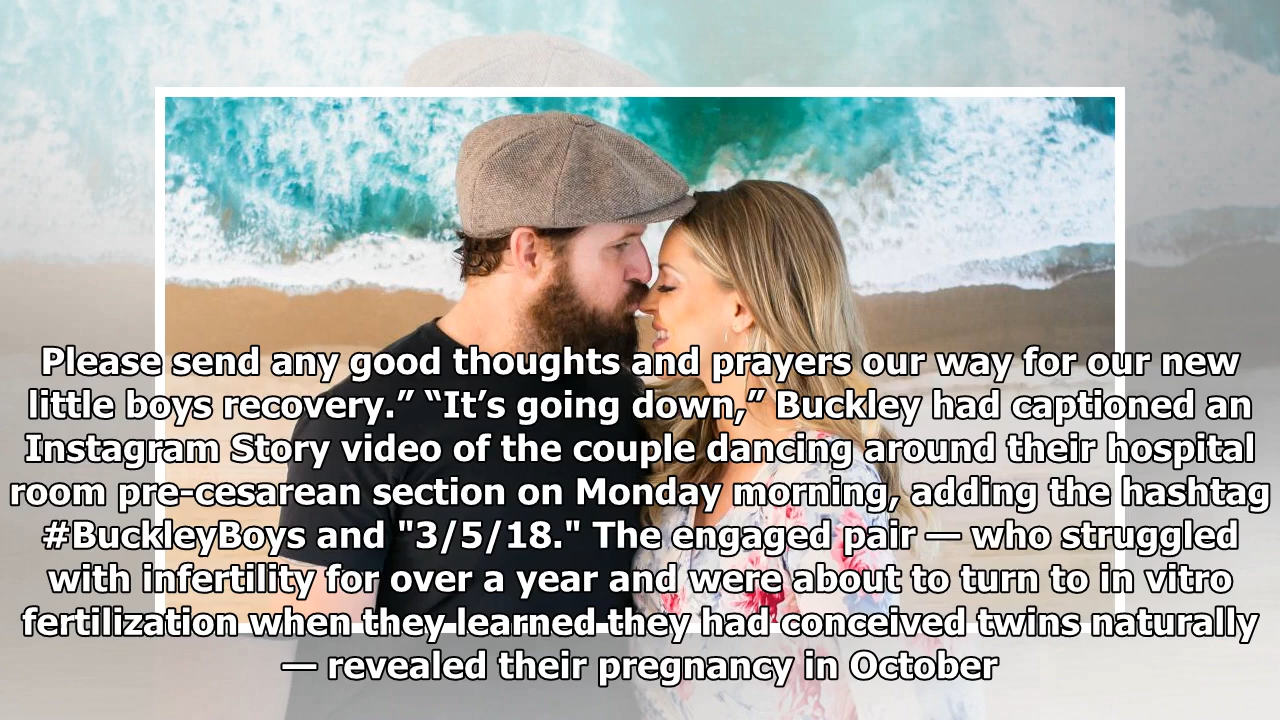 Please send any good thoughts and prayers our way for our new
little boys recovery.” “It’s going down,” Buckley had captioned an
Instagram Story video of the couple dancing around their hospital
room pre-cesarean section on Monday morning, adding the hashtag
#BuckleyBoys and "3/5/18." The engaged pair — who struggled
with infertility for over a year and were about to turn to in vitro
fertilization when they learned they had conceived twins naturally
— revealed their pregnancy in October